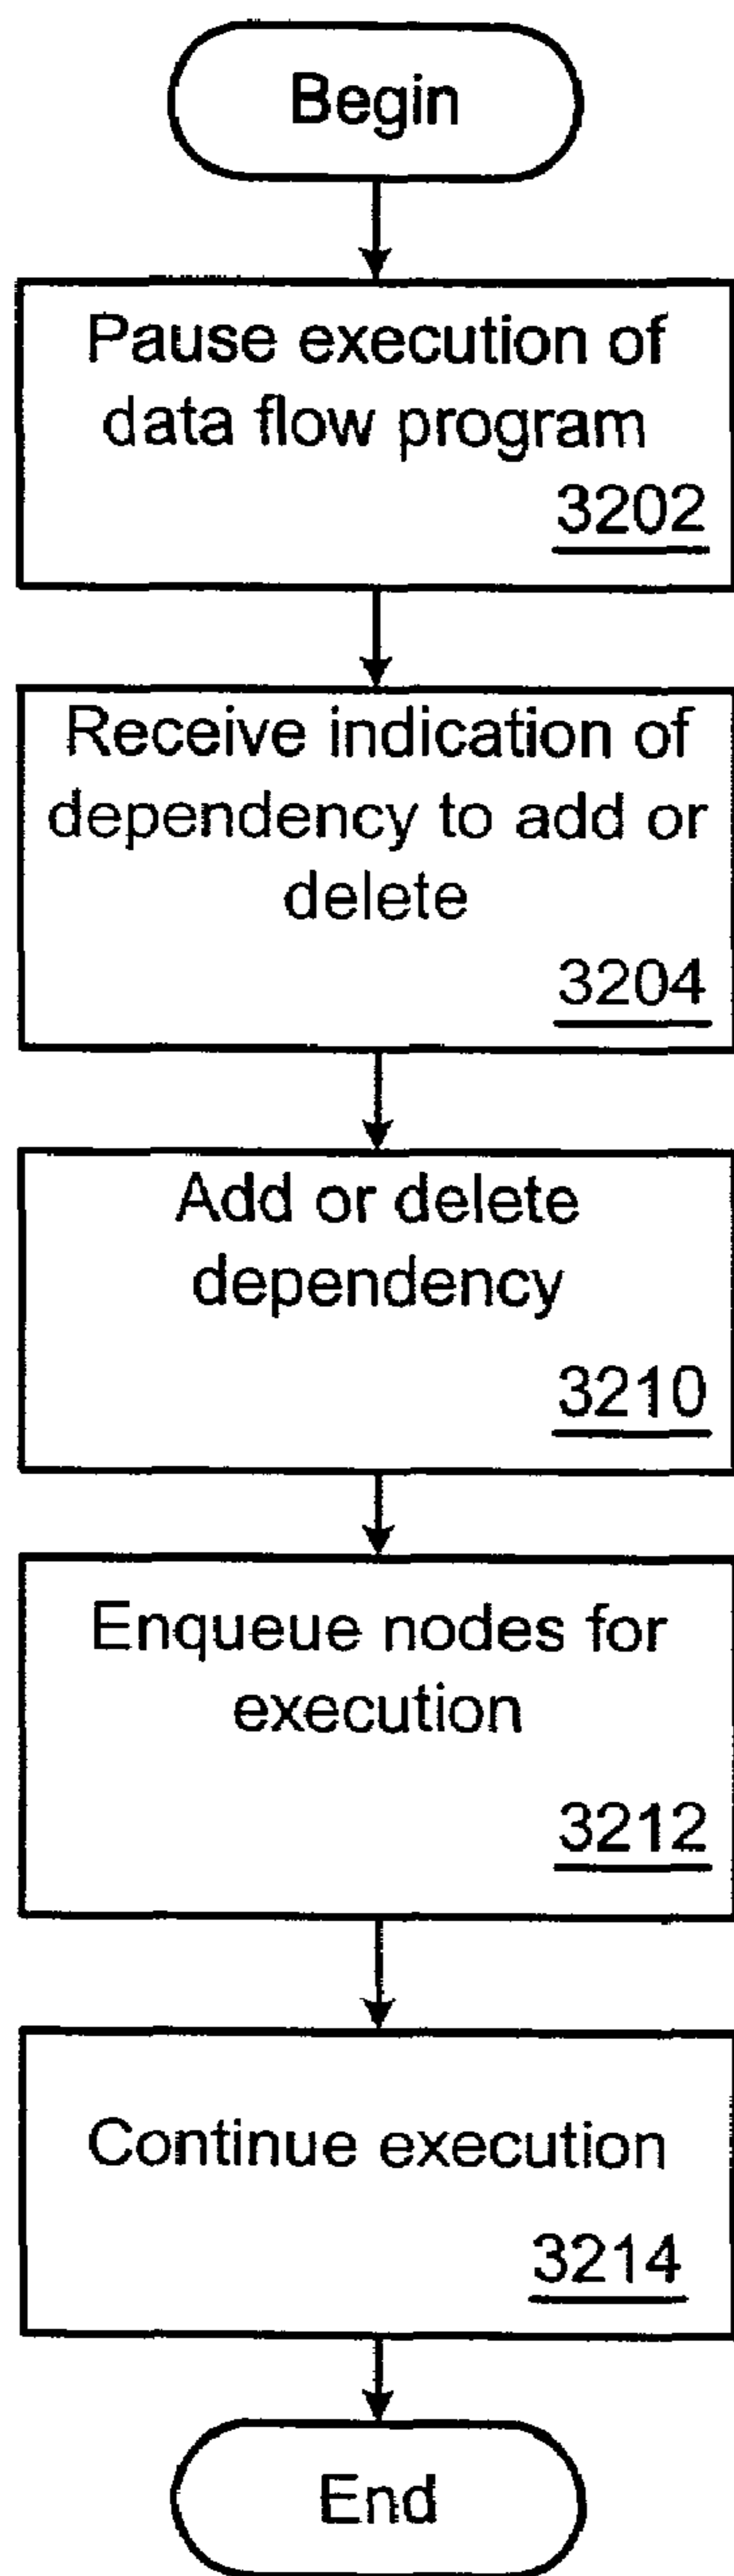 Begin
Pause execution of
data flow program
3202
Receive indication of
dependency to add or
delete
3204
Add or delete
dependency
3210
Enqueue nodes for
execution
3212
Continue execution
3214
End